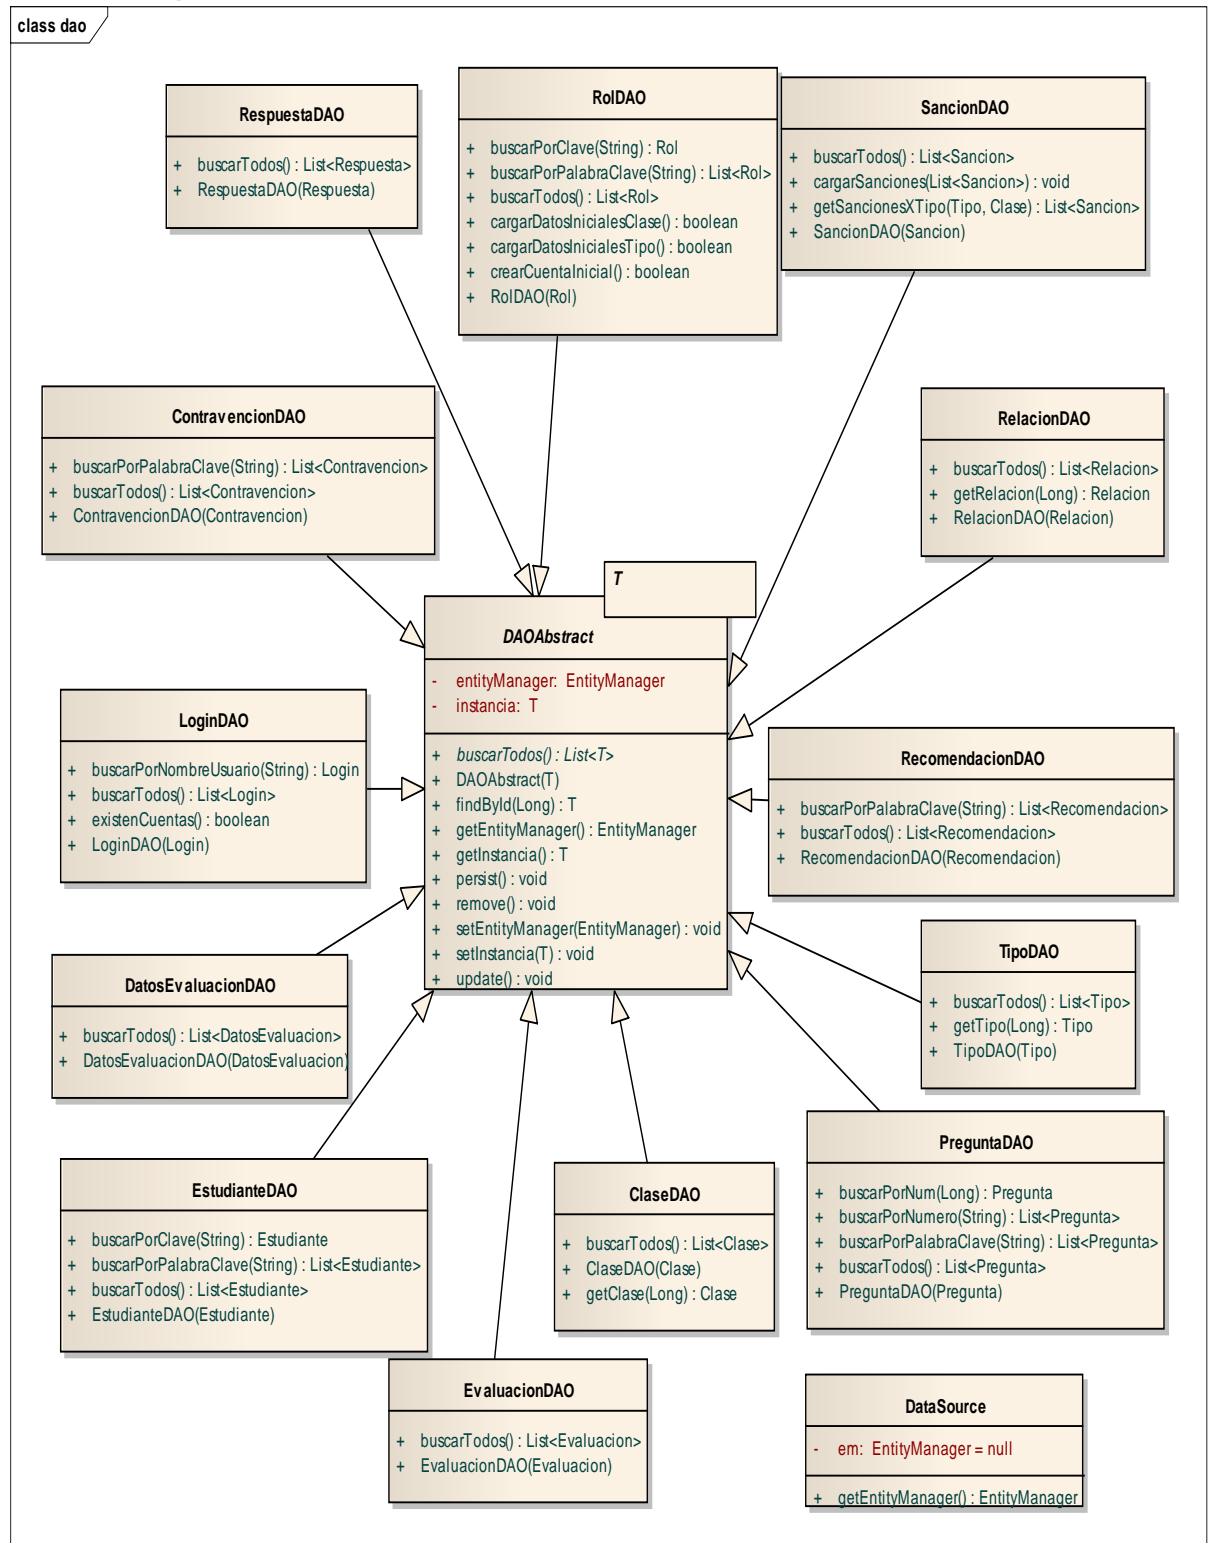 class dao
RespuestaDAO
+ buscarTodos() : List<Respuesta>
+ RespuestaDAO(Respuesta)
RolDAO
+ buscarPorClave(String) : Rol
+ buscarPorPalabraClave(String) : List<Rol>
+ buscarTodos() : List<Rol>
+ cargarDatosInicialesClase() : boolean
+ cargarDatosInicialesTipo() : boolean
+ crearCuentaInicial() : boolean
+ RolDAO(Rol)
SancionDAO
+ buscarTodos() : List<Sancion>
+ cargarSanciones(List<Sancion>) : void
+ getSancionesXTipo(Tipo, Clase) : List<Sancion>
+ SancionDAO(Sancion)
ContravencionDAO
+ buscarPorPalabraClave(String) : List<Contravencion>
+ buscarTodos() : List<Contravencion>
+ ContravencionDAO(Contravencion)
RelacionDAO
+ buscarTodos() : List<Relacion>
+ getRelacion(Long) : Relacion
+ RelacionDAO(Relacion)
T
DAOAbstract
- entityManager: EntityManager
- instancia: T
+ buscarTodos() : List<T>
+ DAOAbstract(T)
+ findById(Long) : T
+ getEntityManager() : EntityManager
+ getInstancia() : T
+ persist() : void
+ remove() : void
+ setEntityManager(EntityManager) : void
+ setInstancia(T) : void
+ update() : void
LoginDAO
+ buscarPorNombreUsuario(String) : Login
+ buscarTodos() : List<Login>
+ existenCuentas() : boolean
+ LoginDAO(Login)
RecomendacionDAO
+ buscarPorPalabraClave(String) : List<Recomendacion>
+ buscarTodos() : List<Recomendacion>
+ RecomendacionDAO(Recomendacion)
DatosEvaluacionDAO
+ buscarTodos() : List<DatosEvaluacion>
+ DatosEvaluacionDAO(DatosEvaluacion)
TipoDAO
+ buscarTodos() : List<Tipo>
+ getTipo(Long) : Tipo
+ TipoDAO(Tipo)
EstudianteDAO
+ buscarPorClave(String) : Estudiante
+ buscarPorPalabraClave(String) : List<Estudiante>
+ buscarTodos() : List<Estudiante>
+ EstudianteDAO(Estudiante)
ClaseDAO
+ buscarTodos() : List<Clase>
+ ClaseDAO(Clase)
+ getClase(Long) : Clase
PreguntaDAO
+ buscarPorNum(Long) : Pregunta
+ buscarPorNumero(String) : List<Pregunta>
+ buscarPorPalabraClave(String) : List<Pregunta>
+ buscarTodos() : List<Pregunta>
+ PreguntaDAO(Pregunta)
EvaluacionDAO
+ buscarTodos() : List<Evaluacion>
+ EvaluacionDAO(Evaluacion)
DataSource
- em: EntityManager = null
+ getEntityManager() : EntityManager